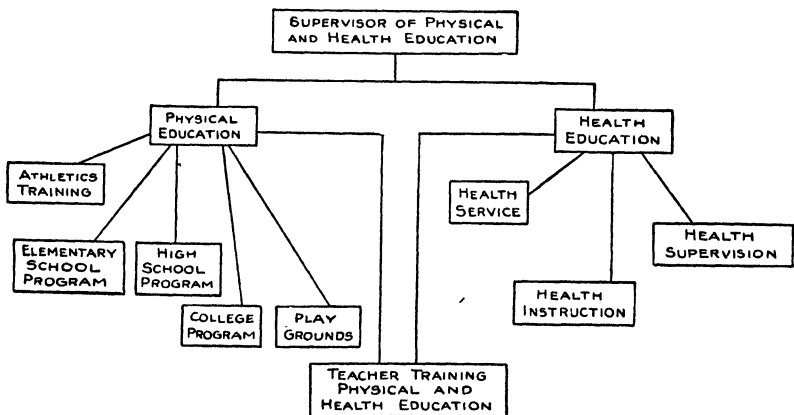 SUPERVISOR OF PHYSICAL
AND HEALTH EDUCATION
PHYSICAL
EDUCATION
HEALTH
EDUCATION
ATHLETICS
TRAINING
HEALTH
SERVICE
HEALTH
SUPERVISION
ELEMENTARY
SCHOOL
PROGRAM
HIGH
SCHOOL
PROGRAM
HEALTH
INSTRUCTION
COLLEGE
PROGRAM
PLAY
GROUNDS
TEACHER TRAINING
PHYSICAL AND
HEALTH EDUCATION